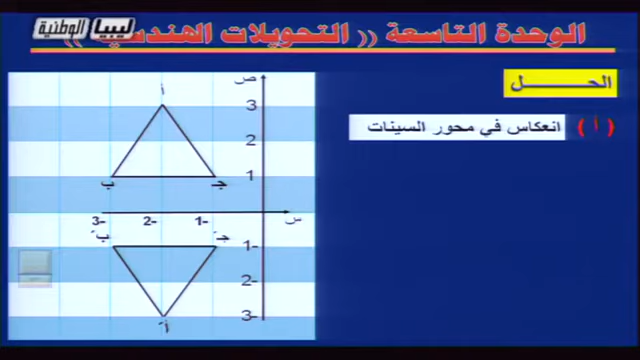 الوحدة التاسعة (( التحويلات الهندسية ))
ليبيا الوطنية
الحـــــــــل
( أ ) انعكاس في محور السينات
ص
أ
3
2
1
ب جـ
-3 -2 -1 س
بَ جـَ
-1
-2
-3
أَ